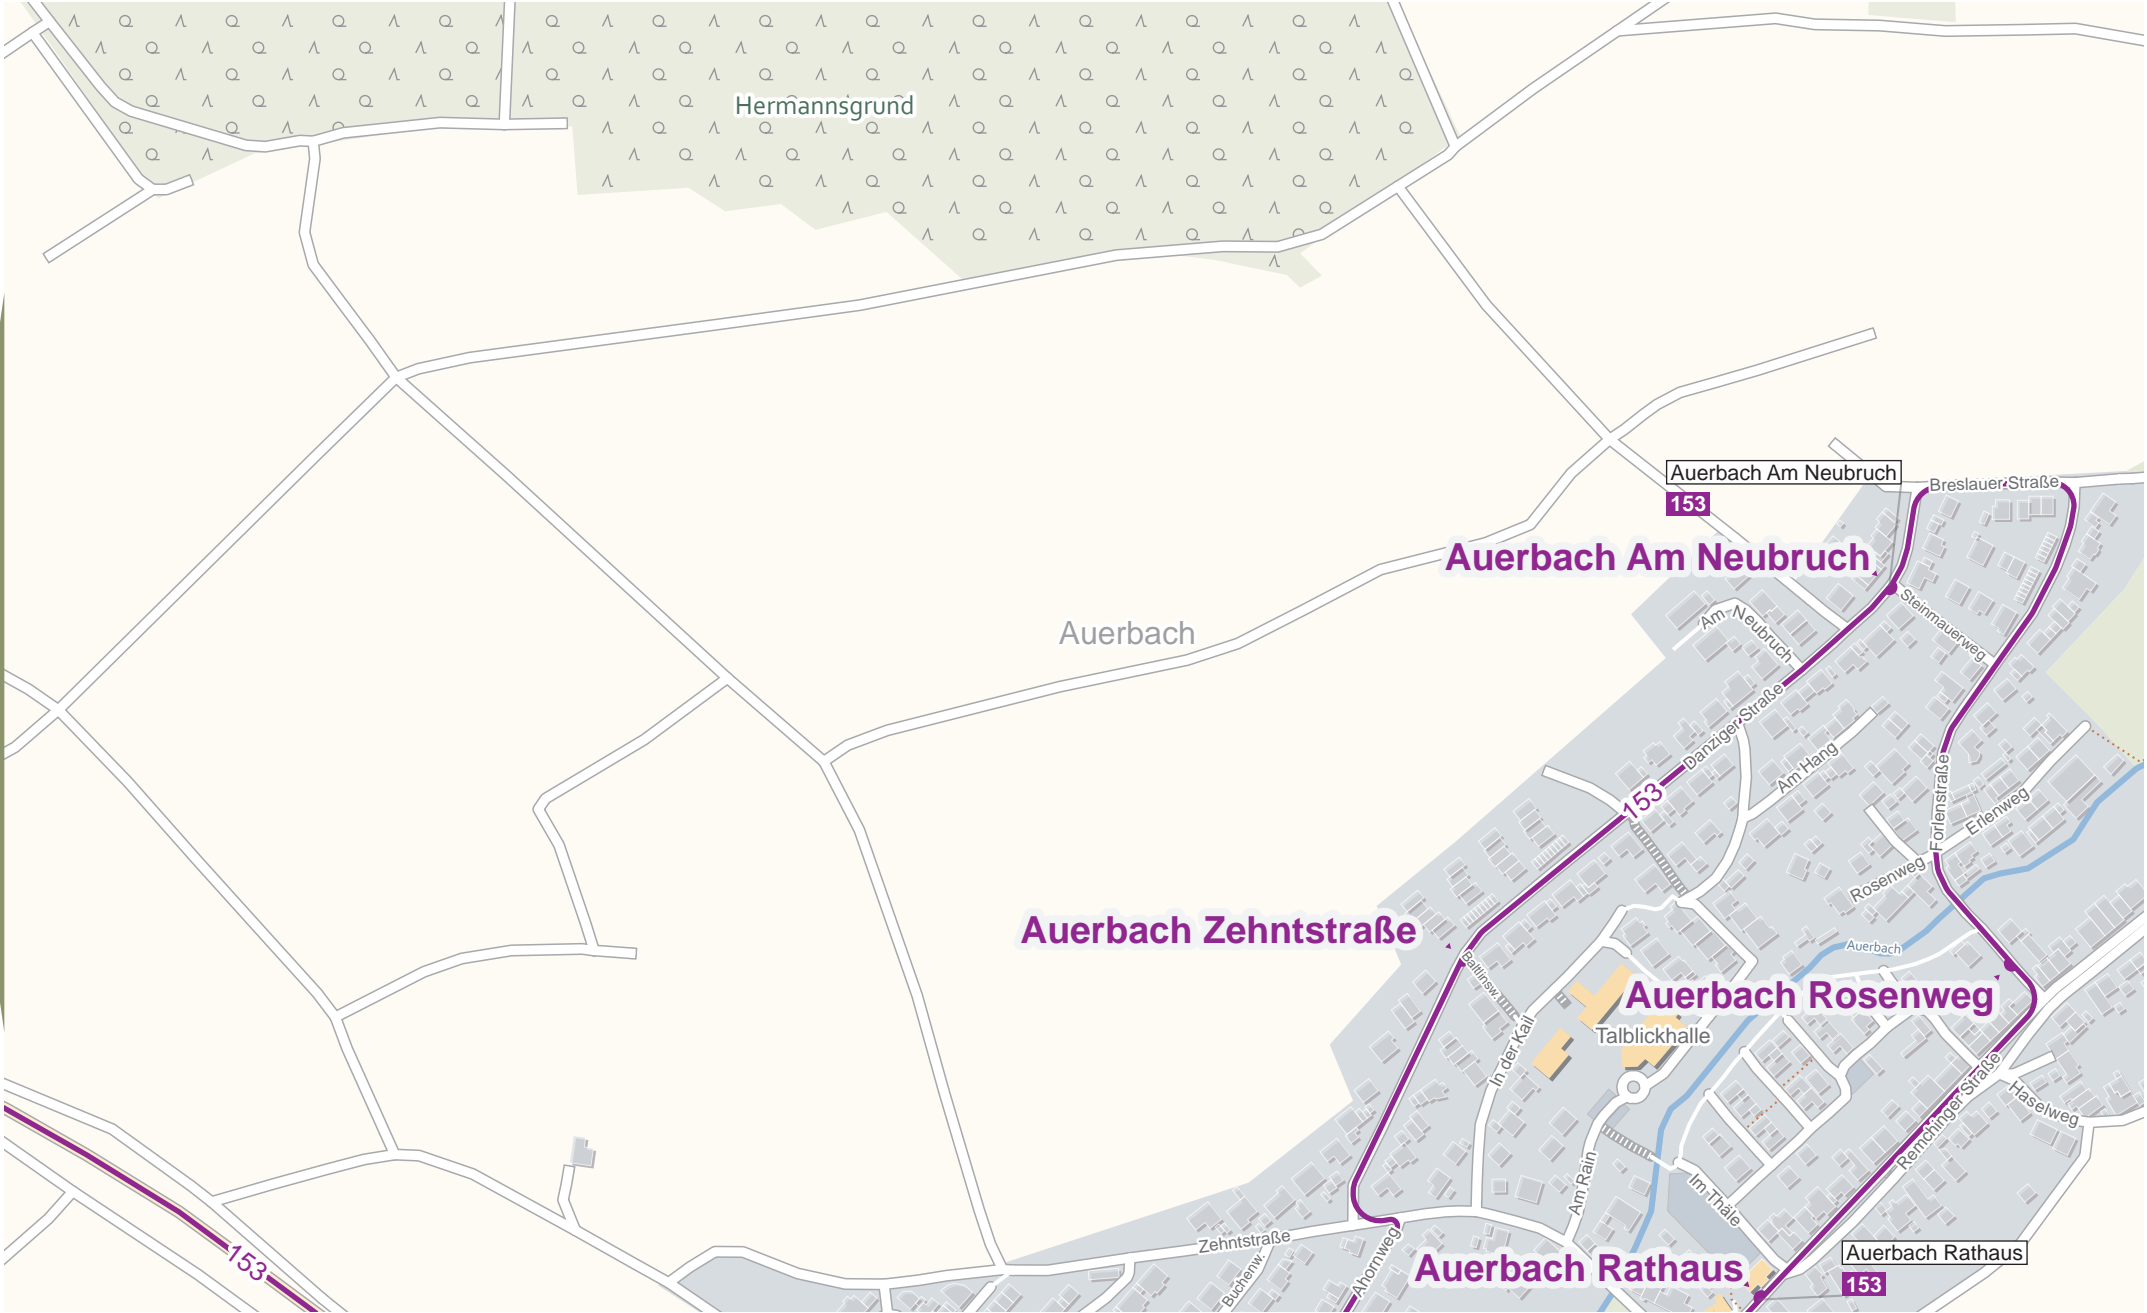 Hermannsgrund
Auerbach Am Neubruch
153
Breslauer Straße
Auerbach Am Neubruch
Steinmauerweg
Am Neubruch
Auerbach
Danziger Straße
Am Hang
153
Forlenstraße
Erlenweg
Rosenweg
Auerbach Zehntstraße
Baltlinsw.
Auerbach
Auerbach Rosenweg
Talblickhalle
In der Kail
Remchinger Straße
Haselweg
Am Rain
Im Thäle
Zehntstraße
Buchenw.
Ahornweg
153
Auerbach Rathaus
Auerbach Rathaus
153